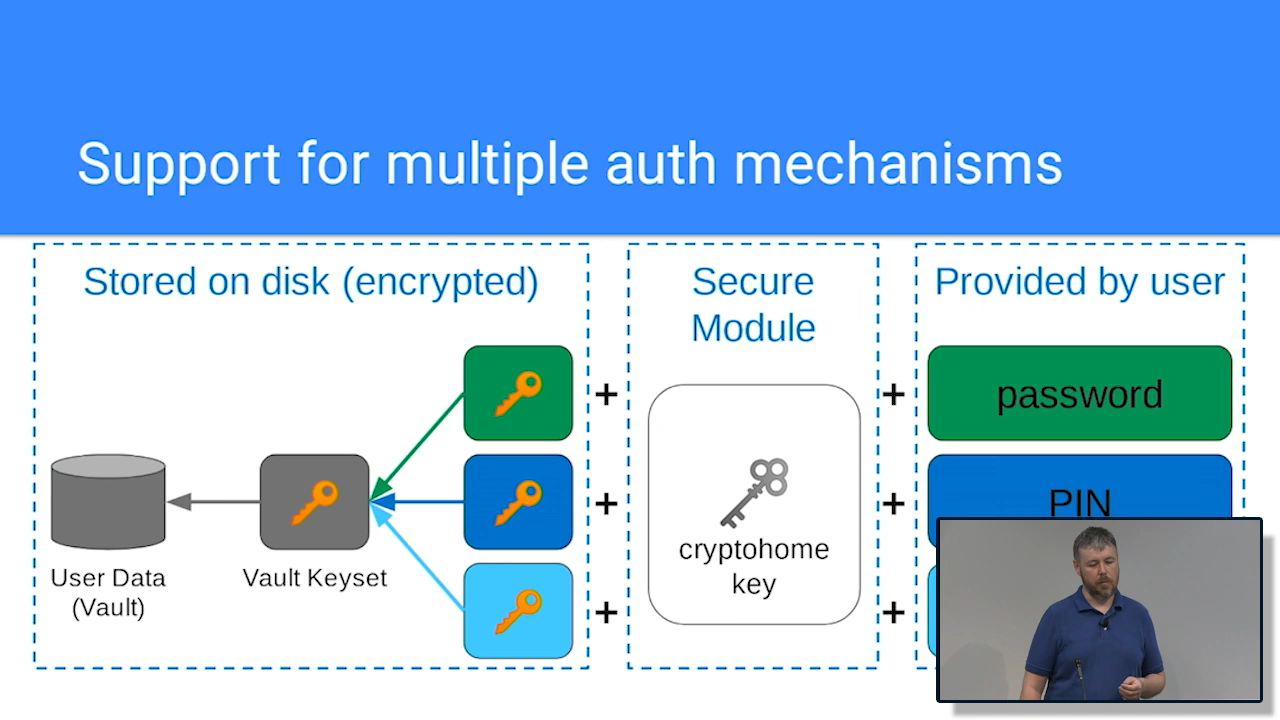 Support for multiple auth mechanisms
Stored on disk (encrypted)
Secure
Module
Provided by user
+
+
password
+
+
PIN
cryptohome
key
User Data
(Vault)
Vault Keyset
+
+